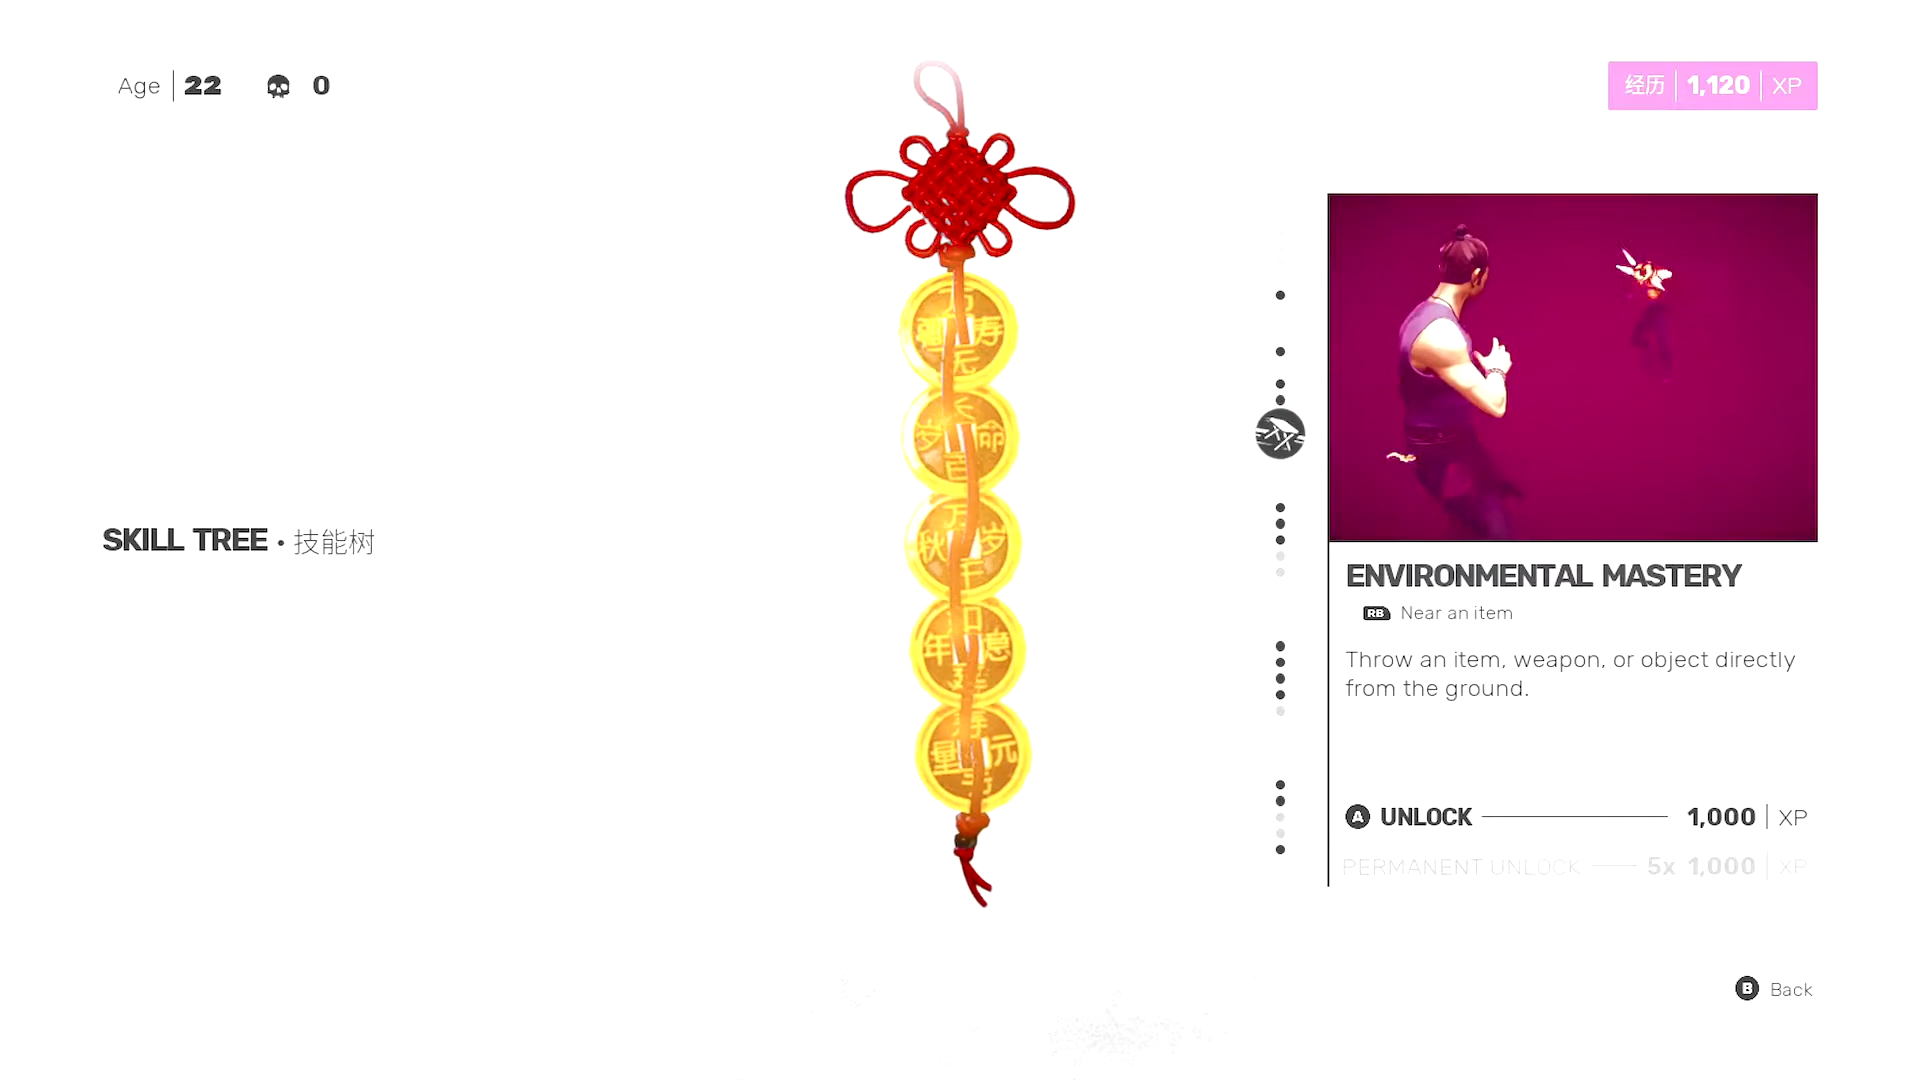 Age 22 0
经历 1,120 XP
SKILL TREE • 技能树
ENVIRONMENTAL MASTERY
RB Near an item
Throw an item, weapon, or object directly
from the ground.
A UNLOCK 1,000 XP
PERMANENT UNLOCK 5x 1,000 XP
B Back